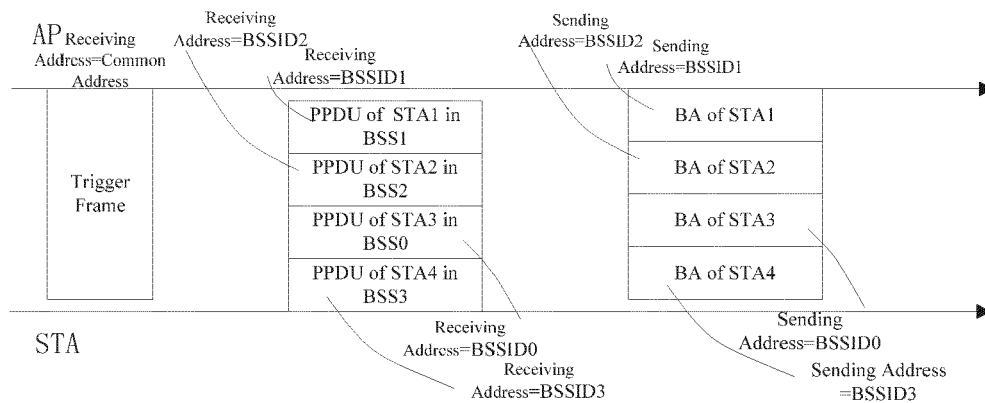 AP
Receiving
Address=Common
Address
Receiving
Address=BSSID2
Receiving
Address=BSSID1
Sending
Address=BSSID2
Sending
Address=BSSID1
Trigger
Frame
PPDU of STA1 in
BSS1
PPDU of STA2 in
BSS2
PPDU of STA3 in
BSS0
PPDU of STA4 in
BSS3
BA of STA1
BA of STA2
BA of STA3
BA of STA4
STA
Receiving
Address=BSSID0
Receiving
Address=BSSID3
Sending
Address=BSSID0
Sending Address
=BSSID3